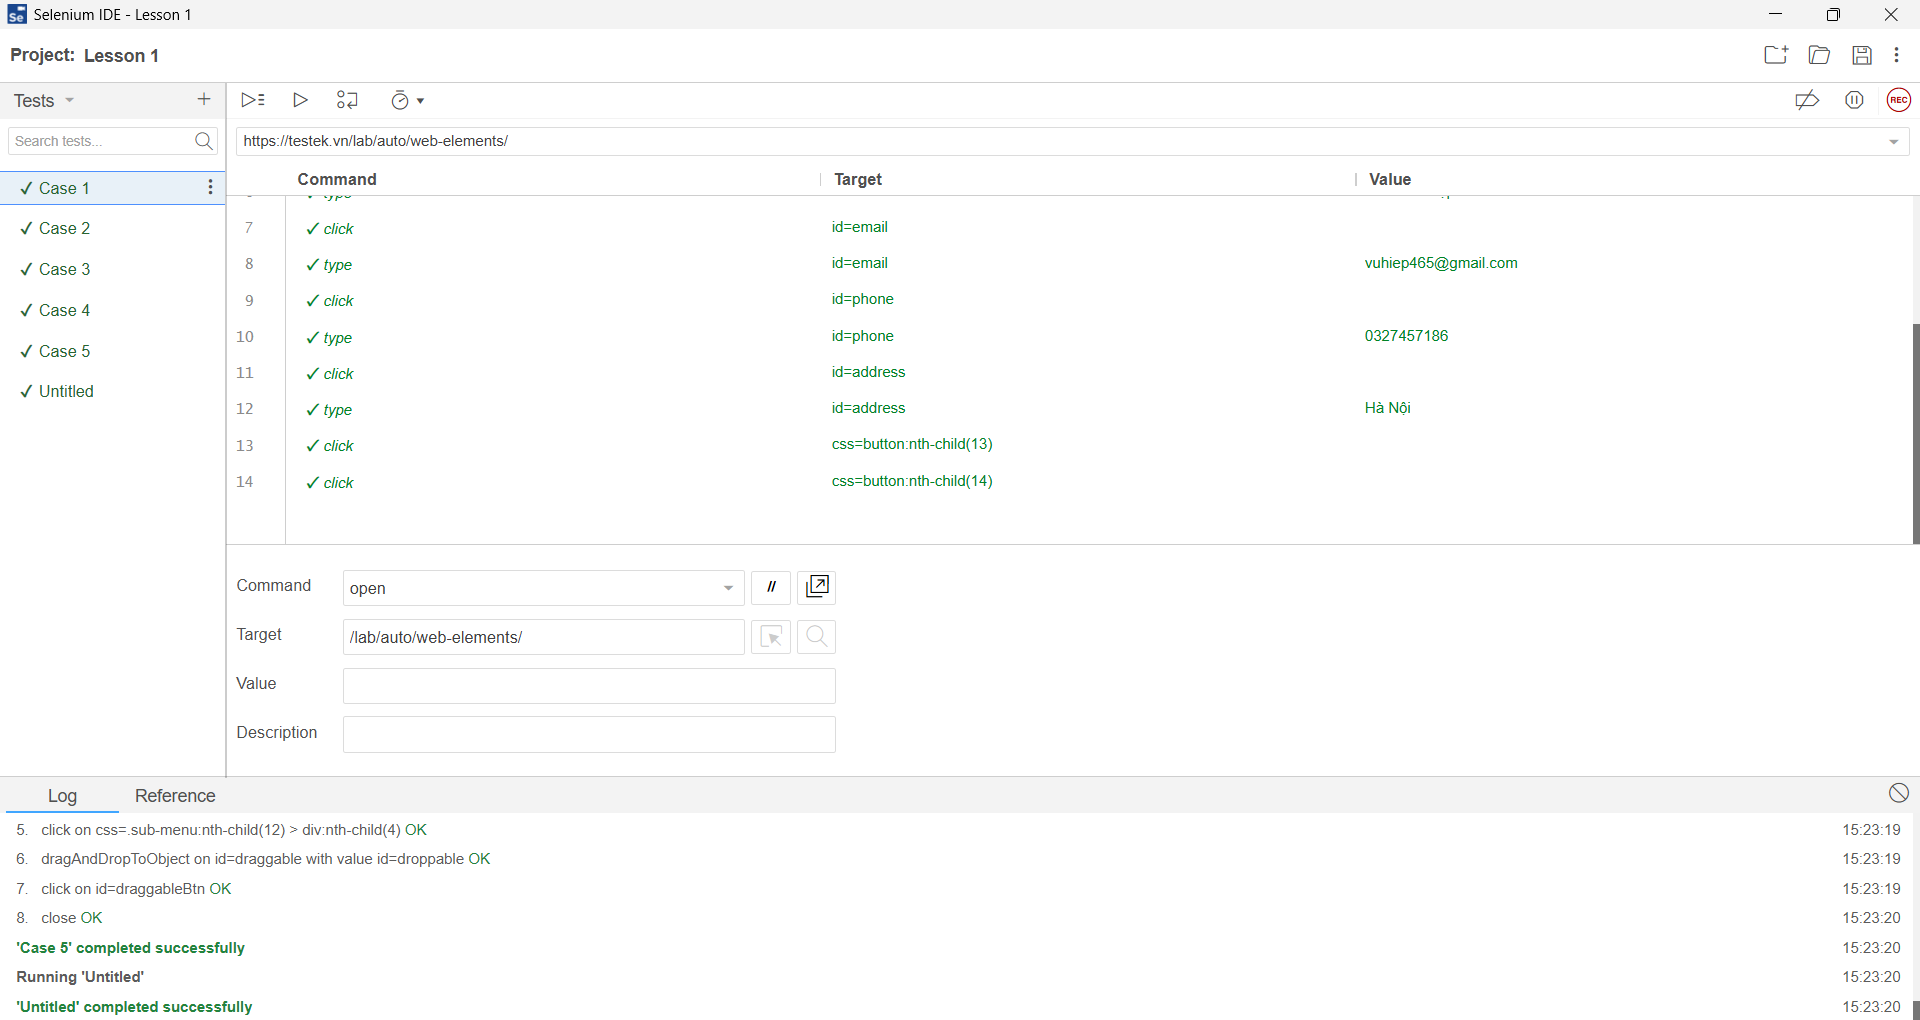 Selenium IDE - Lesson 1
Project: Lesson 1
Tests
Search tests...
✓ Case 1
✓ Case 2
✓ Case 3
✓ Case 4
✓ Case 5
✓ Untitled
REC
https://testek.vn/lab/auto/web-elements/
Command Target Value
7 ✓ click id=email
8 ✓ type id=email vuhiep465@gmail.com
9 ✓ click id=phone
10 ✓ type id=phone 0327457186
11 ✓ click id=address
12 ✓ type id=address Hà Nội
13 ✓ click css=button:nth-child(13)
14 ✓ click css=button:nth-child(14)
Command open //
Target /lab/auto/web-elements/
Value
Description
Log Reference
5. click on css=.sub-menu:nth-child(12) > div:nth-child(4) OK 15:23:19
6. dragAndDropToObject on id=draggable with value id=droppable OK 15:23:19
7. click on id=draggableBtn OK 15:23:19
8. close OK 15:23:20
'Case 5' completed successfully 15:23:20
Running 'Untitled' 15:23:20
'Untitled' completed successfully 15:23:20